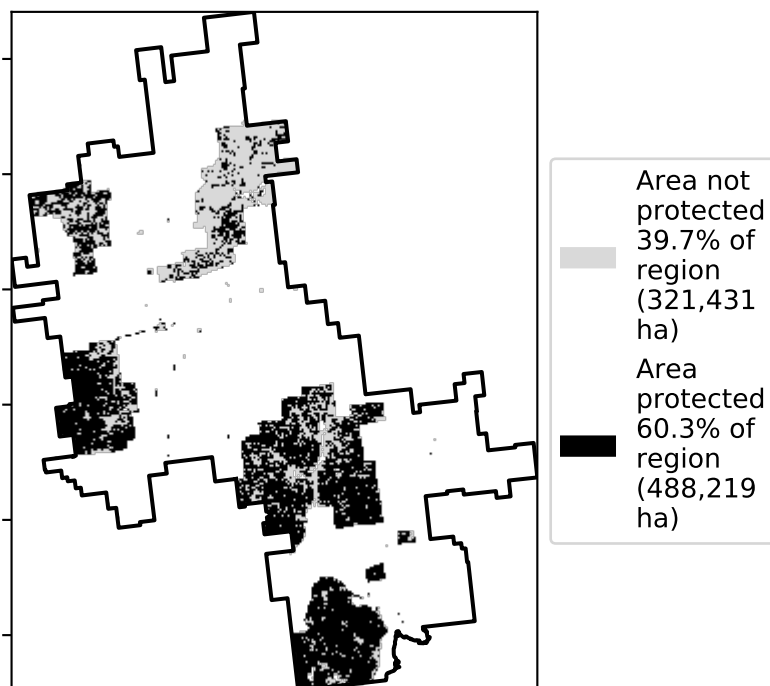 Area not
protected
39.7% of
region
(321,431
ha)
Area
protected
60.3% of
region
(488,219
ha)